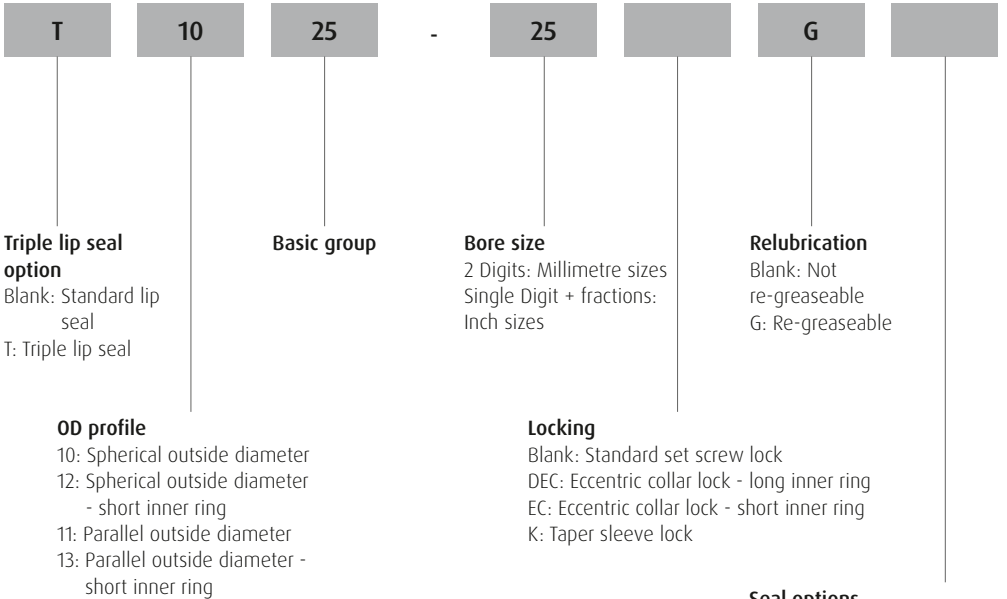 T 10 25 - 25 G
Triple lip seal
option
Blank: Standard lip
seal
T: Triple lip seal
Basic group
Bore size
2 Digits: Millimetre sizes
Single Digit + fractions:
Inch sizes
Relubrication
Blank: Not
re-greaseable
G: Re-greaseable
OD profile
10: Spherical outside diameter
12: Spherical outside diameter
- short inner ring
11: Parallel outside diameter
13: Parallel outside diameter -
short inner ring
Locking
Blank: Standard set screw lock
DEC: Eccentric collar lock - long inner ring
EC: Eccentric collar lock - short inner ring
K: Taper sleeve lock
Seal options